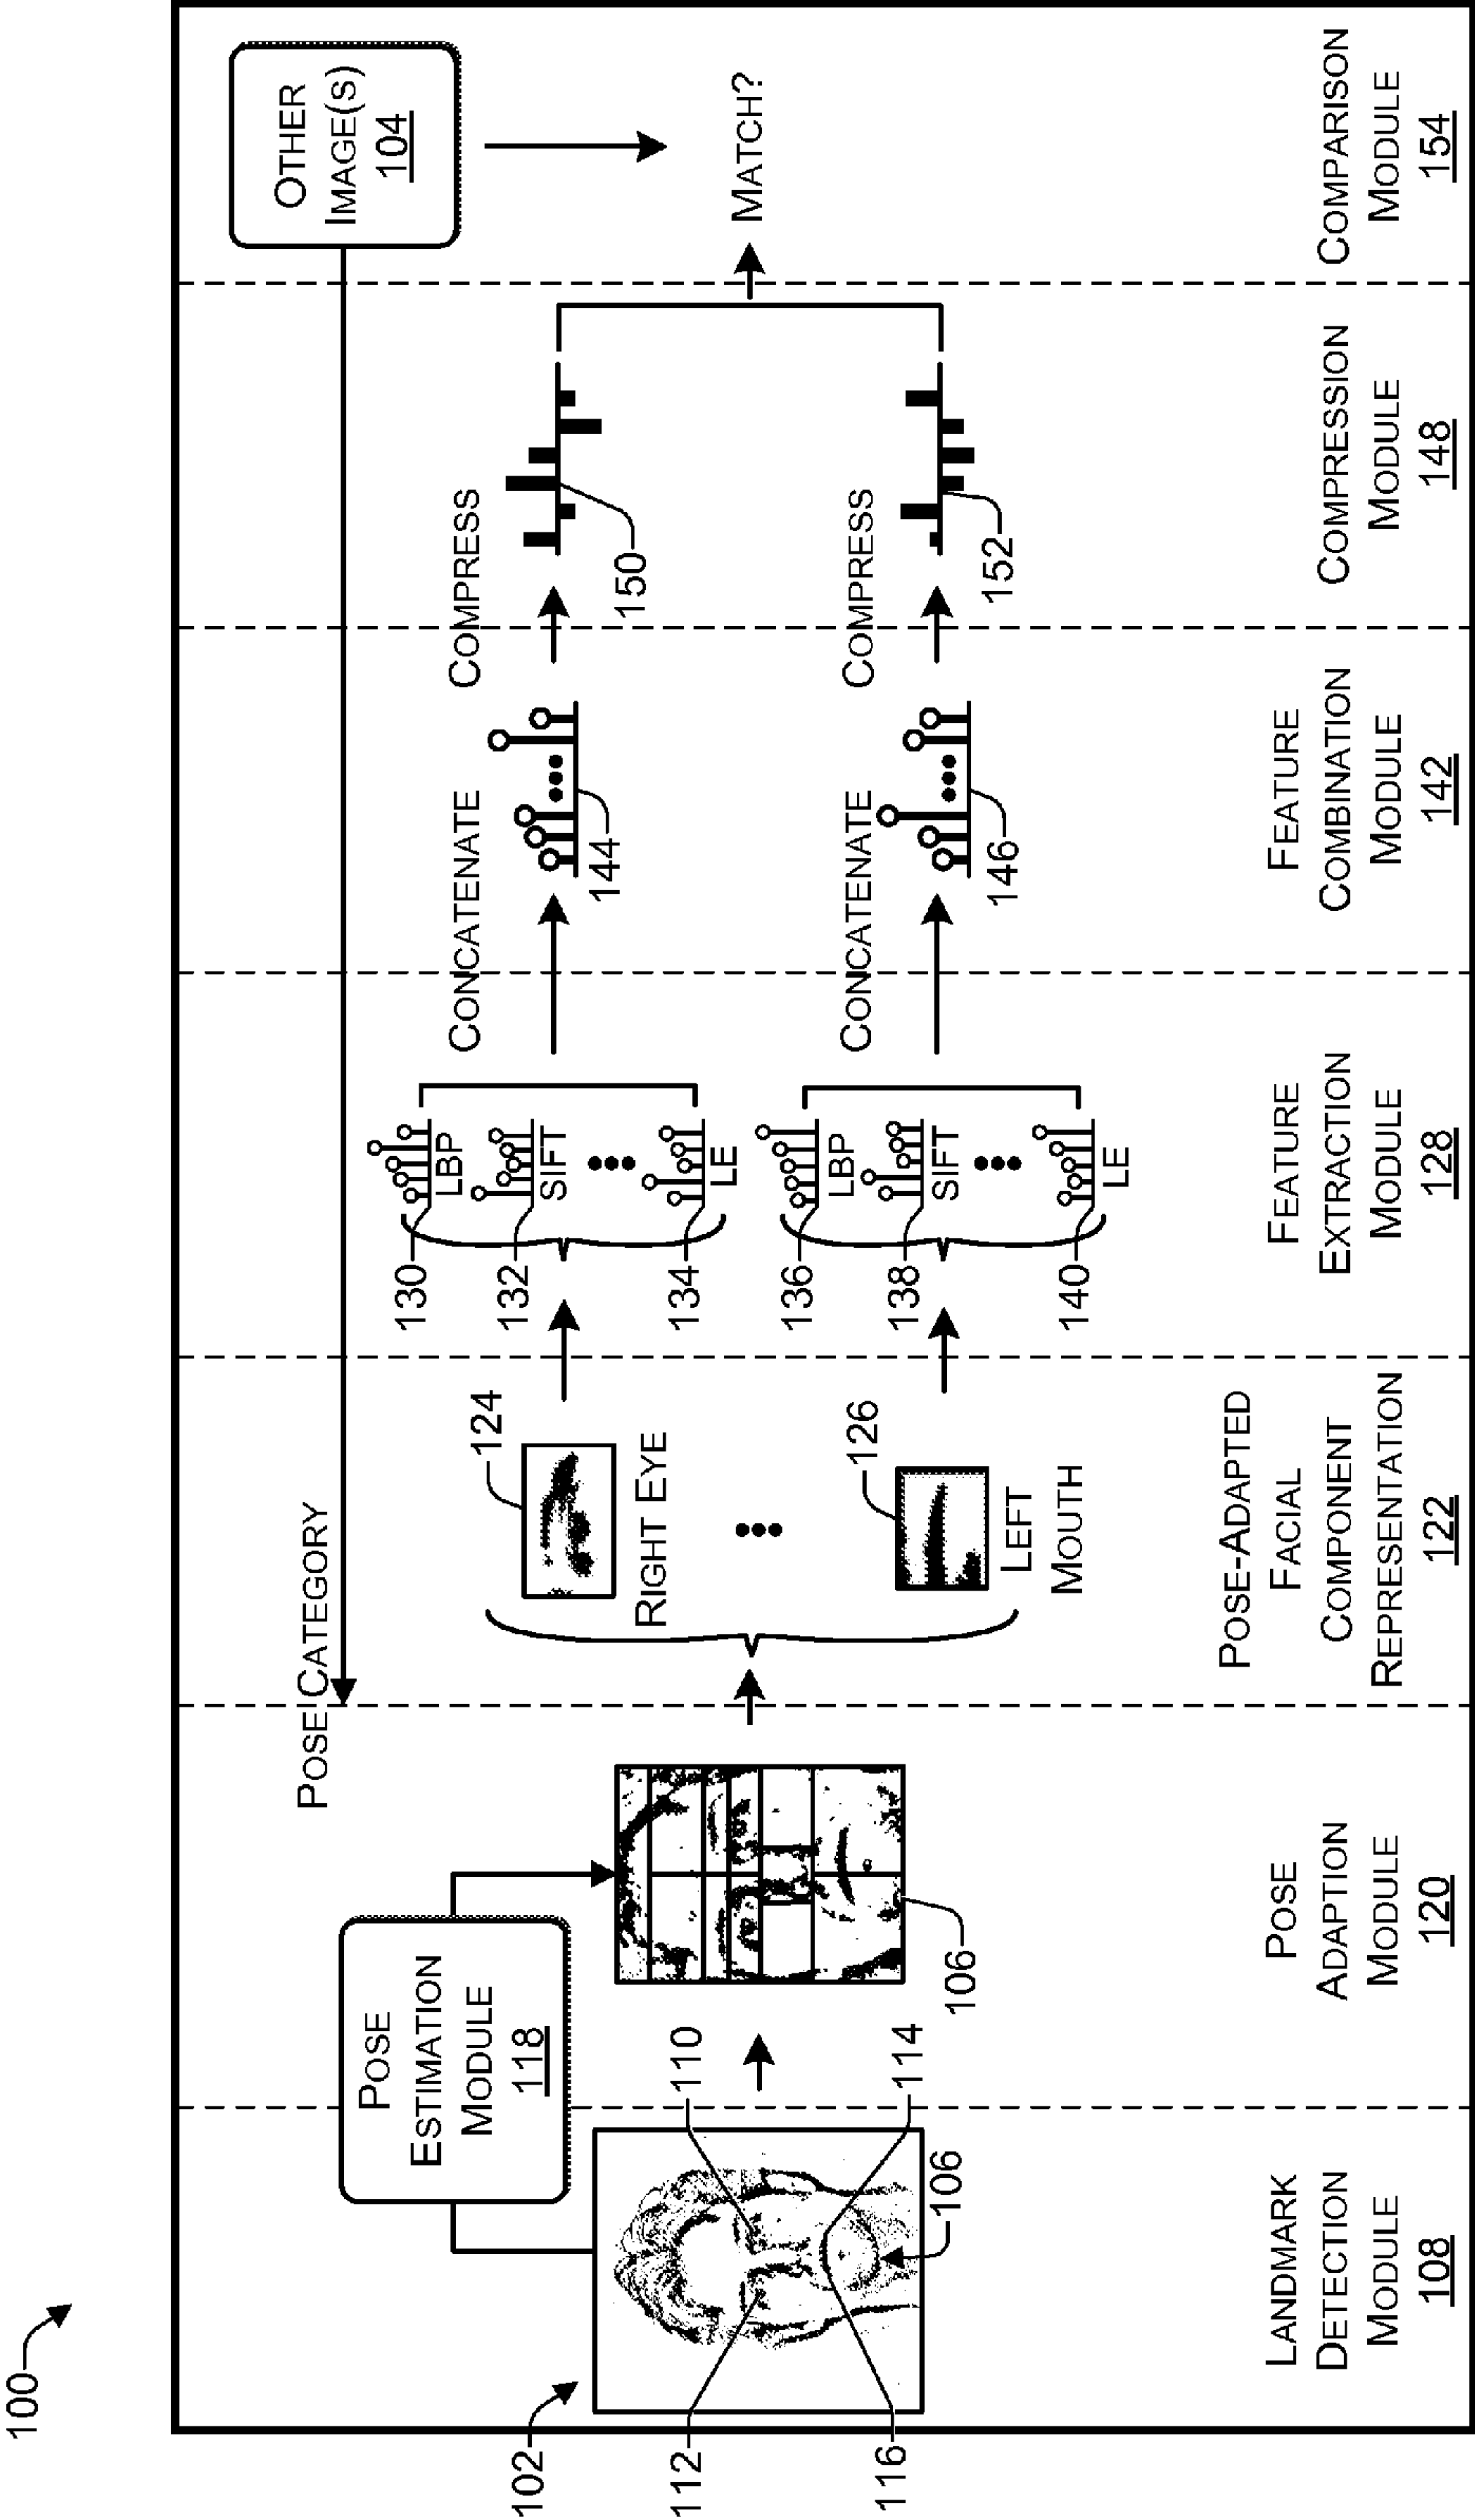 100
102
112
116
110
114
106
POSE
ESTIMATION
MODULE
118
106
POSE CATEGORY
124
RIGHT EYE
126
LEFT
MOUTH
130
LBP
132
SIFT
134
LE
136
LBP
138
SIFT
140
LE
CONCATENATE
144
CONCATENATE
146
COMPRESS
150
COMPRESS
152
OTHER
IMAGE(S)
104
MATCH?
LANDMARK
DETECTION
MODULE
108
POSE
ADAPTION
MODULE
120
POSE-ADAPTED
FACIAL
COMPONENT
REPRESENTATION
122
FEATURE
EXTRACTION
MODULE
128
FEATURE
COMBINATION
MODULE
142
COMPRESSION
MODULE
148
COMPARISON
MODULE
154